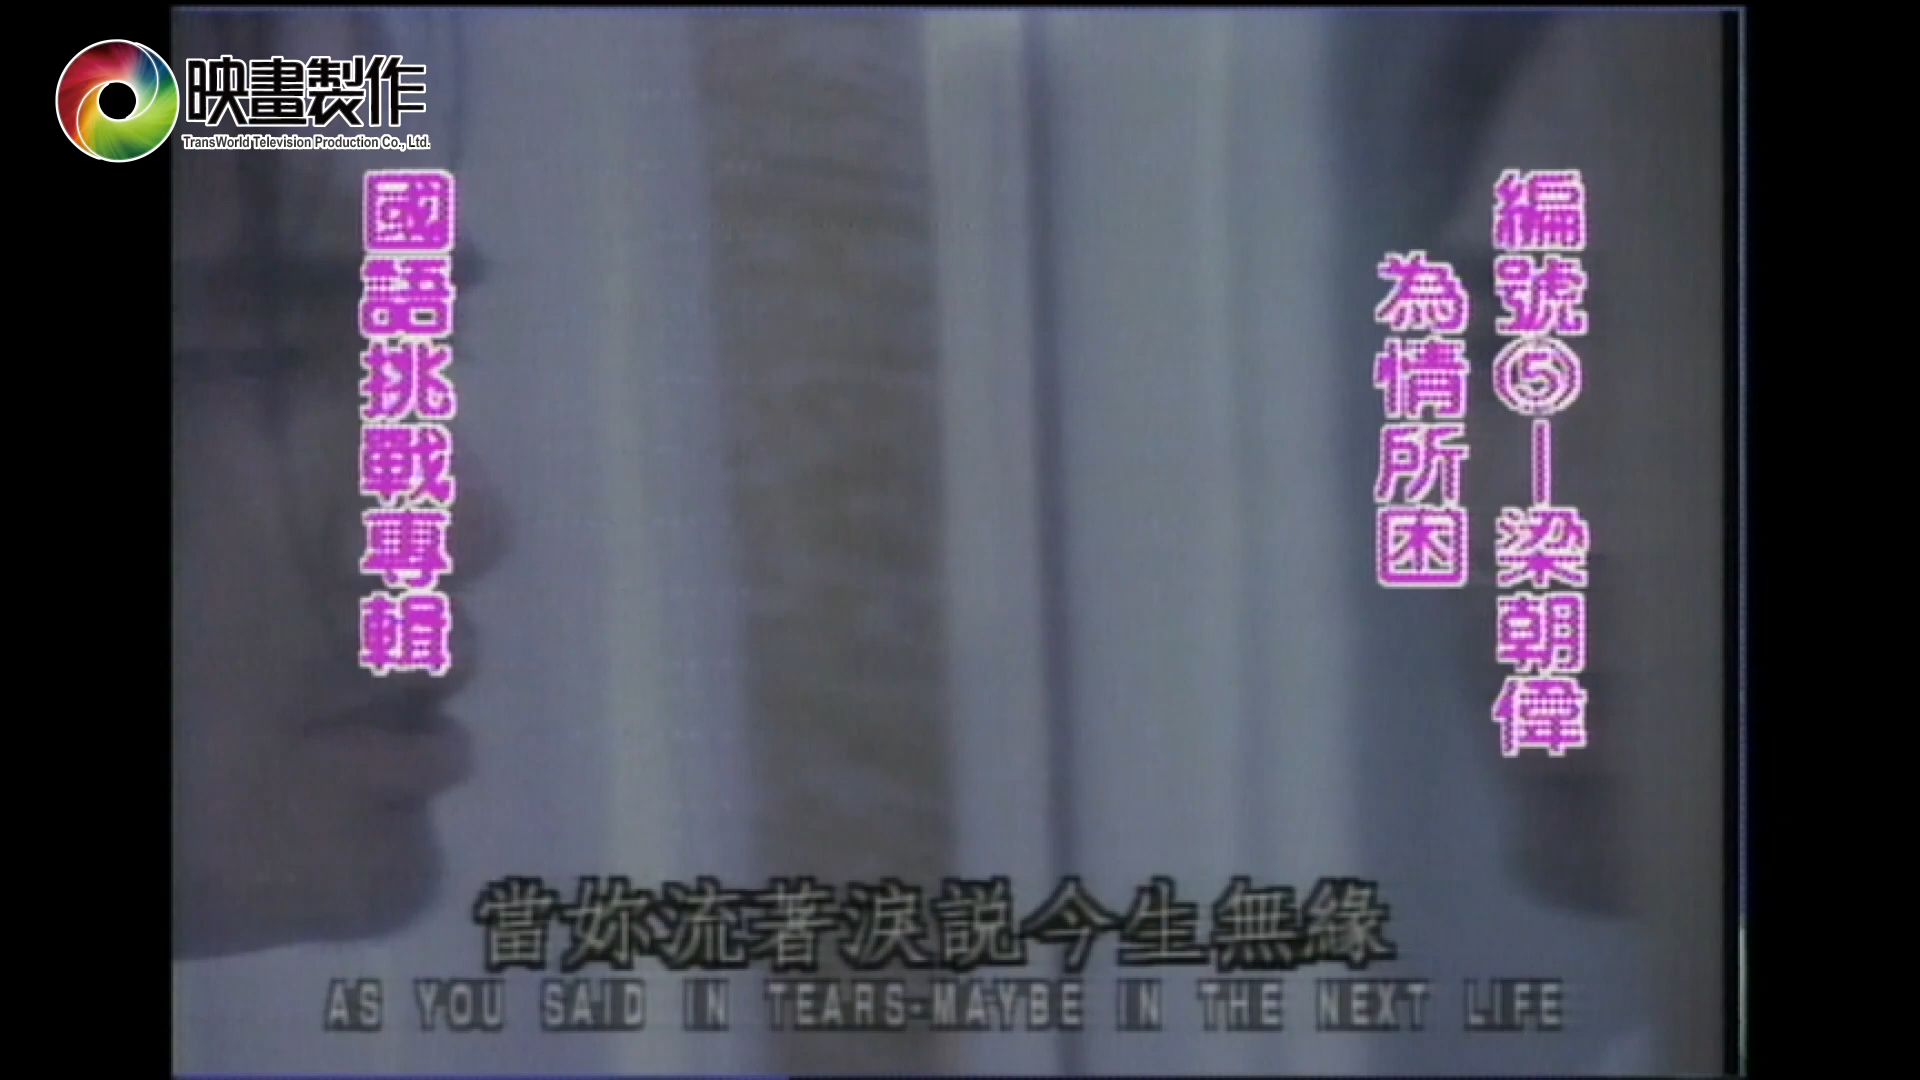 映畫製作
TransWorld Television Production Co., Ltd.
編號⑤—梁朝偉
為情所困
國語挑戰專輯
當妳流著淚說今生無緣
AS YOU SAID IN TEARS-MAYBE IN THE NEXT LIFE